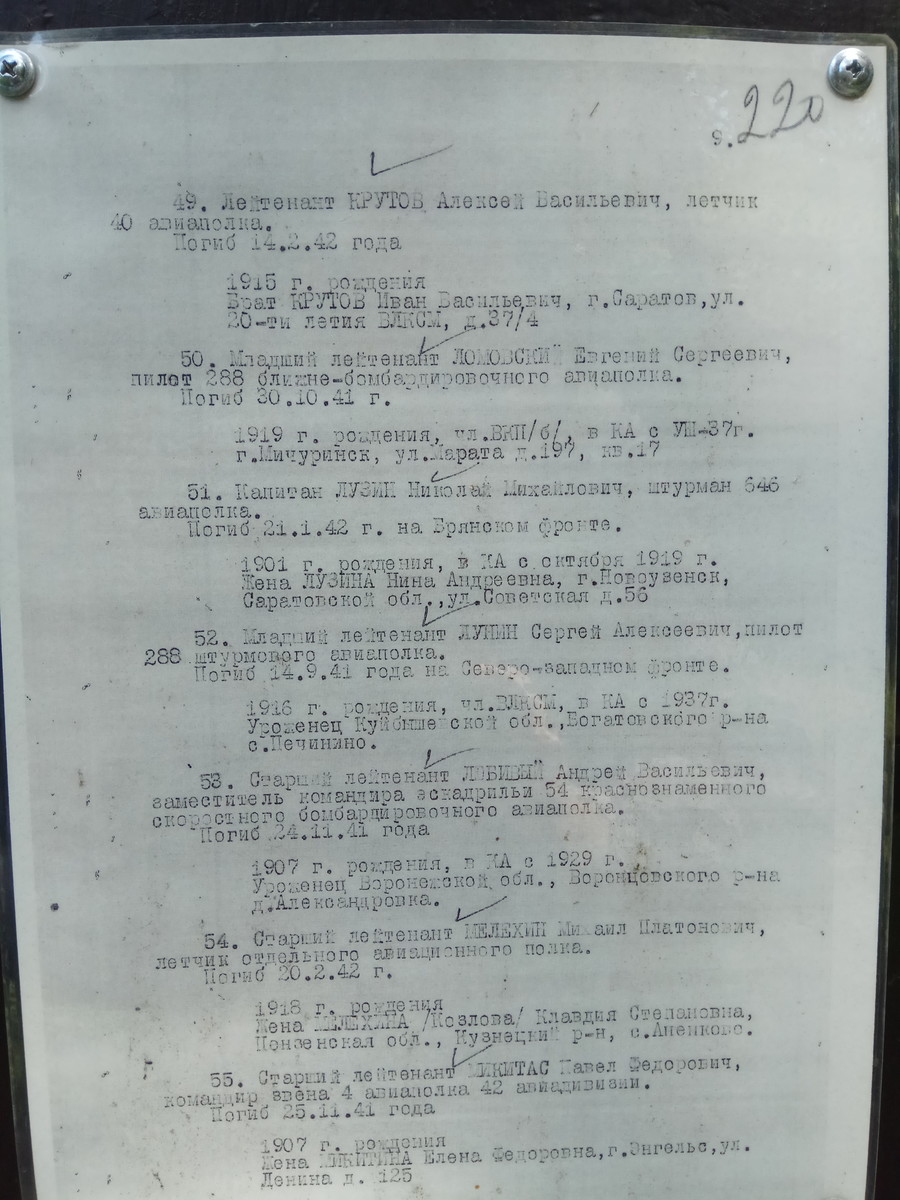 s.220
49. Лейтенант КРУТОВ Алексей Васильевич, летчик
40 авиаполка.
Погиб 14.2.42 года
1915 г. рождения
Брат КРУТОВ Иван Васильевич, г.Саратов,ул.
20-ти летия ВЛКСМ, д.37/4
50. Младший лейтенант ЛОМОВСКИЙ Евгений Сергеевич,
пилот 288 ближне-бомбардировочного авиаполка.
Погиб 30.10.41 г.
1919 г. рождения, чл.ВКП/б/, в КА с УШ-37г.
г.Мичуринск, ул.Марата д.197, кв.17
51. Капитан ЛУЗИН Николай Михайлович, штурман 646
авиаполка.
Погиб 21.1.42 г. на Брянском фронте.
1901 г. рождения, в КА с октября 1919 г.
Жена ЛУЗИНА Нина Андреевна, г.Новоузенск,
Саратовской обл.,ул.Советская д.56
52. Младший лейтенант ЛУНИН Сергей Алексеевич,пилот
288 штурмового авиаполка.
Погиб 14.9.41 года на Северо-западном фронте.
1916 г. рождения, чл.ВЛКСМ, в КА с 1937г.
Уроженец Куйбышевской обл.,Богатовского р-на
с.Печинино.
53. Старший лейтенант ЛЮБИВЫЙ Андрей Васильевич,
заместитель командира эскадрильи 54 краснознаменного
скоростного бомбардировочного авиаполка.
Погиб 24.11.41 года
1907 г. рождения, в КА с 1929 г.
Уроженец Воронежской обл., Воронцовского р-на
д.Александровка.
54. Старший лейтенант МЕЛЕХИН Михаил Платонович,
летчик отдельного авиационного полка.
Погиб 20.2.42 г.
1918 г. рождения
Жена МЕЛЕХИНА /Козлова/ Клавдия Степановна,
Пензенская обл., Кузнецкий р-н, с.Аненково.
55. Старший лейтенант МИКИТАС Павел Федорович,
командир звена 4 авиаполка 42 авиадивизии.
Погиб 25.11.41 года
1907 г. рождения
Жена Елена Федоровна,г.Энгельс,ул.
Ленина д. 125